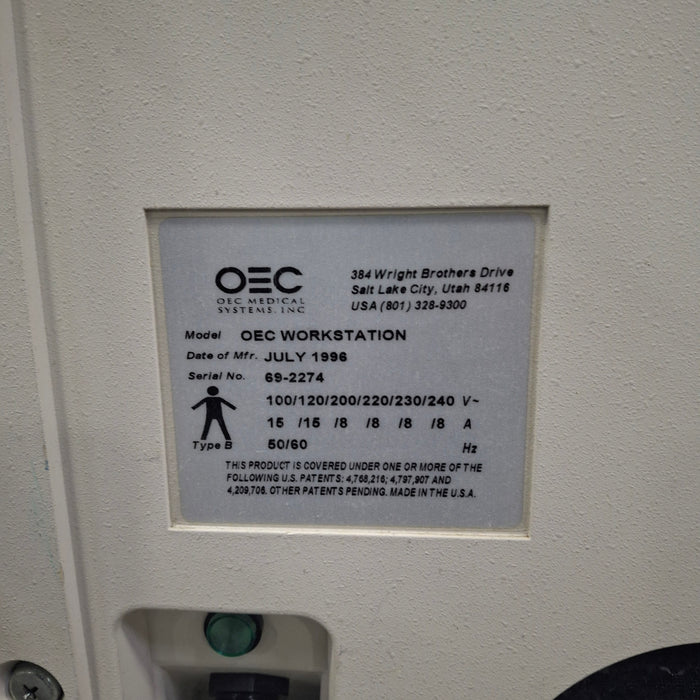 OEC
OEC MEDICAL
SYSTEMS, INC
384 Wright Brothers Drive
Salt Lake City, Utah 84116
USA (801) 328-9300
Model OEC WORKSTATION
Date of Mfr. JULY 1996
Serial No. 69-2274
100/120/200/220/230/240 V~
15 /15 /8 /8 /8 /8 A
Type B 50/60 Hz
THIS PRODUCT IS COVERED UNDER ONE OR MORE OF THE
FOLLOWING U.S. PATENTS: 4,768,216; 4,797,907 AND
4,209,706. OTHER PATENTS PENDING. MADE IN THE U.S.A.